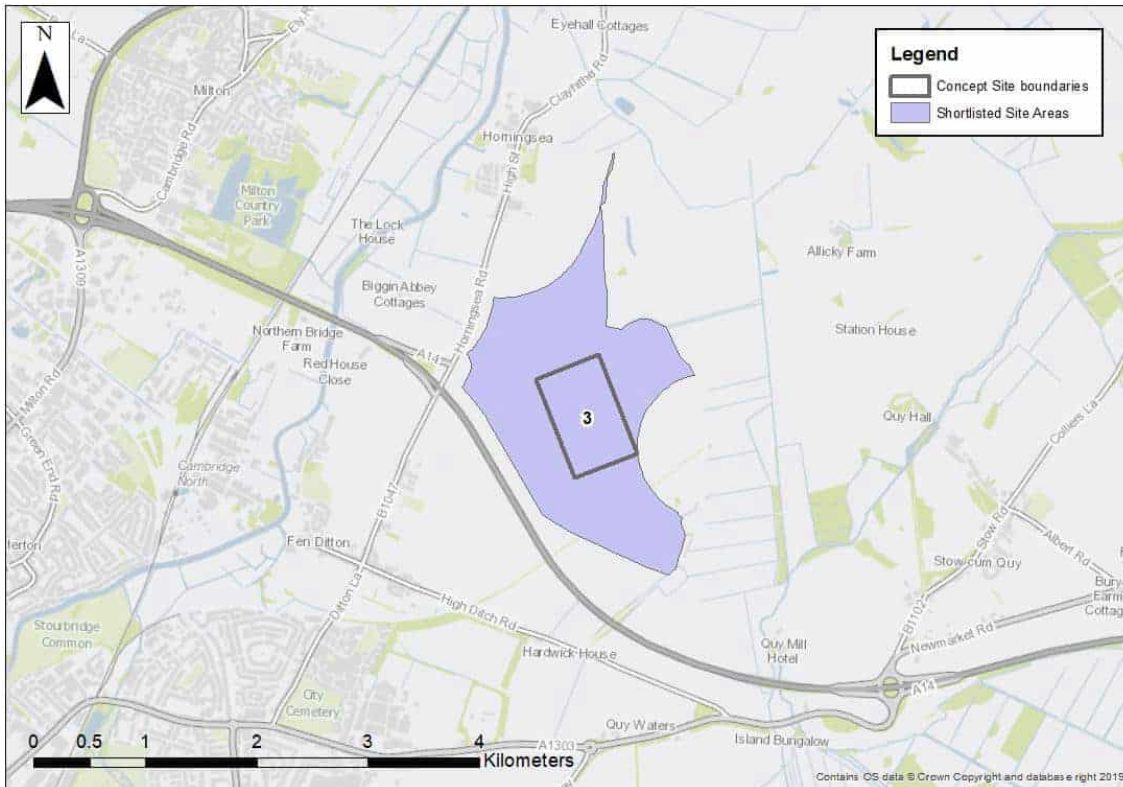 N
Legend
Concept Site boundaries
Shortlisted Site Areas
Eyehall Cottages
Ely R
Milton
Cambridge Rd
Clayhithe Rd
Horningsea
High St
Milton
Country
Park
The Lock
House
A1309
Allicky Farm
Biggin Abbey
Cottages
Horningsea Rd
Station House
Northern Bridge
Farm
A14
Red House
Close
Milton Rd
Green End Rd
3
Quy Hall
Colliers La
Cambridge
North
B1047
Stow Rd
Albert Rd
terton
Fen Ditton
Stow cum Quy
Ditton La
High Ditch Rd
Bury
Farm
Cottag
B1102
Stourbridge
Common
Newmarket Rd
Hardwick House
Quy Mill
Hotel
A14
City
Cemetery
Quy Waters
Island Bungalow
A1303
0 0.5 1 2 3 4
Kilometers
Contains OS data © Crown Copyright and database right 2019